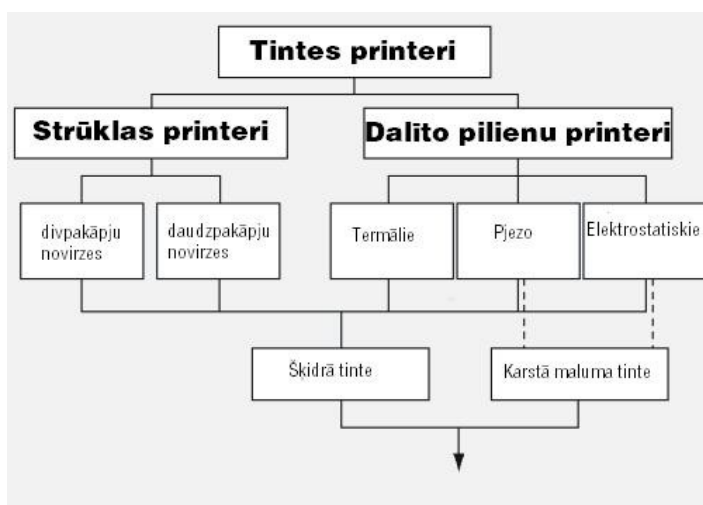 Tintes printeri
Strūklas printeri
Dalīto pilienu printeri
divpakāpju
novirzes
daudzpakāpju
novirzes
Termālie
Pjezo
Elektrostatiskie
Šķidrā tinte
Karstā maluma tinte